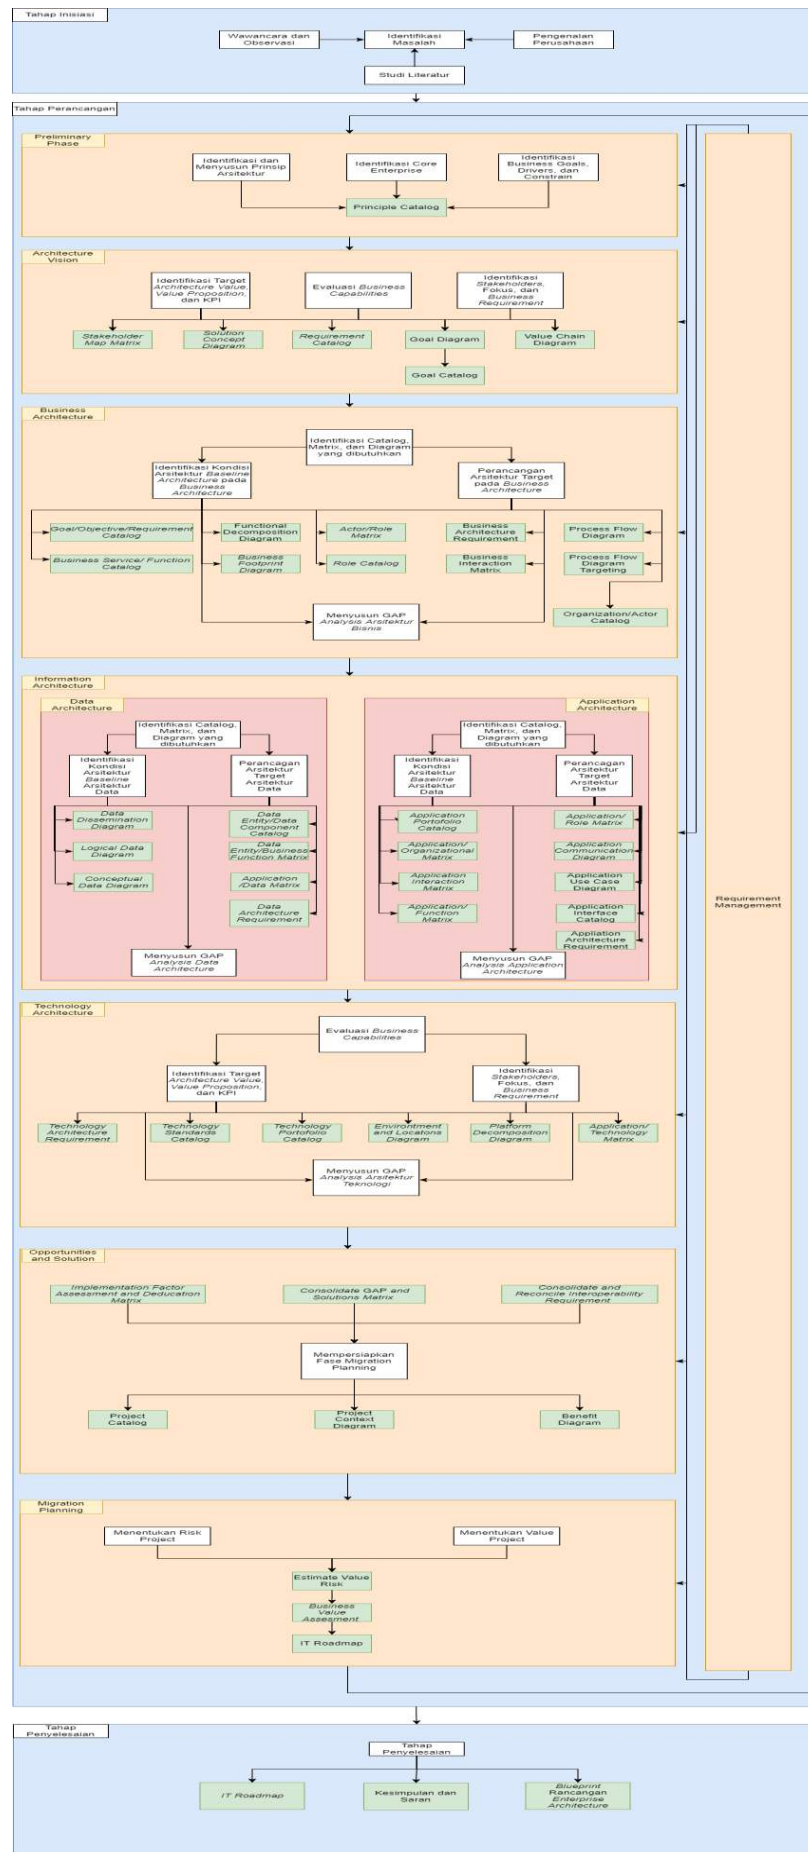 Tahap Inisiasi
Wawancara dan
Observasi
Identifikasi
Masalah
Pengenalan
Perusahaan
Studi Literatur
Tahap Perancangan
Preliminary
Phase
Identifikasi dan
Menyusun Prinsip
Arsitektur
Identifikasi Core
Enterprise
Identifikasi
Business Goals,
Drivers, dan
Constrain
Principle Catalog
Architecture
Vision
Identifikasi Target
Architecture Value,
Value Proposition,
dan KPI
Evaluasi Business
Capabilities
Identifikasi
Stakeholders,
Fokus, dan
Business
Requirement
Stakeholder
Map Matrix
Solution
Concept
Diagram
Requirement
Catalog
Goal Diagram
Value Chain
Diagram
Goal Catalog
Business
Architecture
Identifikasi Catalog,
Matrix, dan Diagram
yang dibutuhkan
Identifikasi Kondisi
Arsitektur Baseline
Architecture pada
Business
Architecture
Perancangan
Arsitektur Target
pada Business
Architecture
Goal/Objective/Requirement
Catalog
Functional
Decomposition
Diagram
Actor/Role
Matrix
Business
Architecture
Requirement
Process Flow
Diagram
Business Service/ Function
Catalog
Business
Footprint
Diagram
Role Catalog
Business
Interaction
Matrix
Process Flow
Diagram
Targeting
Menyusun GAP
Analysis Arsitektur
Bisnis
Organization/Actor
Catalog
Information
Architecture
Data
Architecture
Identifikasi Catalog,
Matrix, dan
Diagram yang
dibutuhkan
Identifikasi
Kondisi
Arsitektur
Baseline
Arsitektur
Data
Perancagan
Arsitektur
Target
Arsitektur
Data
Data
Dissemination
Diagram
Data
Entity/Data
Component
Catalog
Logical Data
Diagram
Data
Entity/Business
Function Matrix
Conceptual
Data Diagram
Application
/Data Matrix
Data
Architecture
Requirement
Menyusun GAP
Analysis Data
Architecture
Application
Architecture
Identifikasi Catalog,
Matrix, dan
Diagram yang
dibutuhkan
Identifikasi
Kondisi
Arsitektur
Baseline
Arsitektur
Data
Perancagan
Arsitektur
Target
Arsitektur
Data
Application
Portofolio
Catalog
Application/
Role Matrix
Application/
Organizational
Matrix
Application
Communication
Diagram
Application
Interaction
Matrix
Application
Use Case
Diagram
Application/
Function
Matrix
Application
Interface
Catalog
Appliation
Architecture
Requirement
Menyusun GAP
Analysis Application
Architecture
Requirement
Management
Technology
Architecture
Evaluasi Business
Capabilities
Identifikasi Target
Architecture Value,
Value Proposition,
dan KPI
Identifikasi
Stakeholders,
Fokus, dan
Business
Requirement
Technology
Architecture
Requirement
Technology
Standards
Catalog
Technology
Portofolio
Catalog
Environtment
and Locatons
Diagram
Platform
Decomposition
Diagram
Application/
Technology
Matrix
Menyusun GAP
Analysis Arsitektur
Teknologi
Opportunities
and Solution
Implementation Factor
Assessment and Deducation
Matrix
Consolidate GAP and
Solutions Matrix
Consolidate and
Reconcile Interoperability
Requirement
Mempersiapkan
Fase Migration
Planning
Project
Catalog
Project
Context
Diagram
Benefit
Diagram
Migration
Planning
Menentukan Risk
Project
Menentukan Value
Project
Estimate Value
Risk
Business
Value
Assesment
IT Roadmap
Tahap
Penyelesaian
Tahap
Penyelesaian
IT Roadmap
Kesimpulan dan
Saran
Blueprint
Rancangan
Enterprise
Architecture